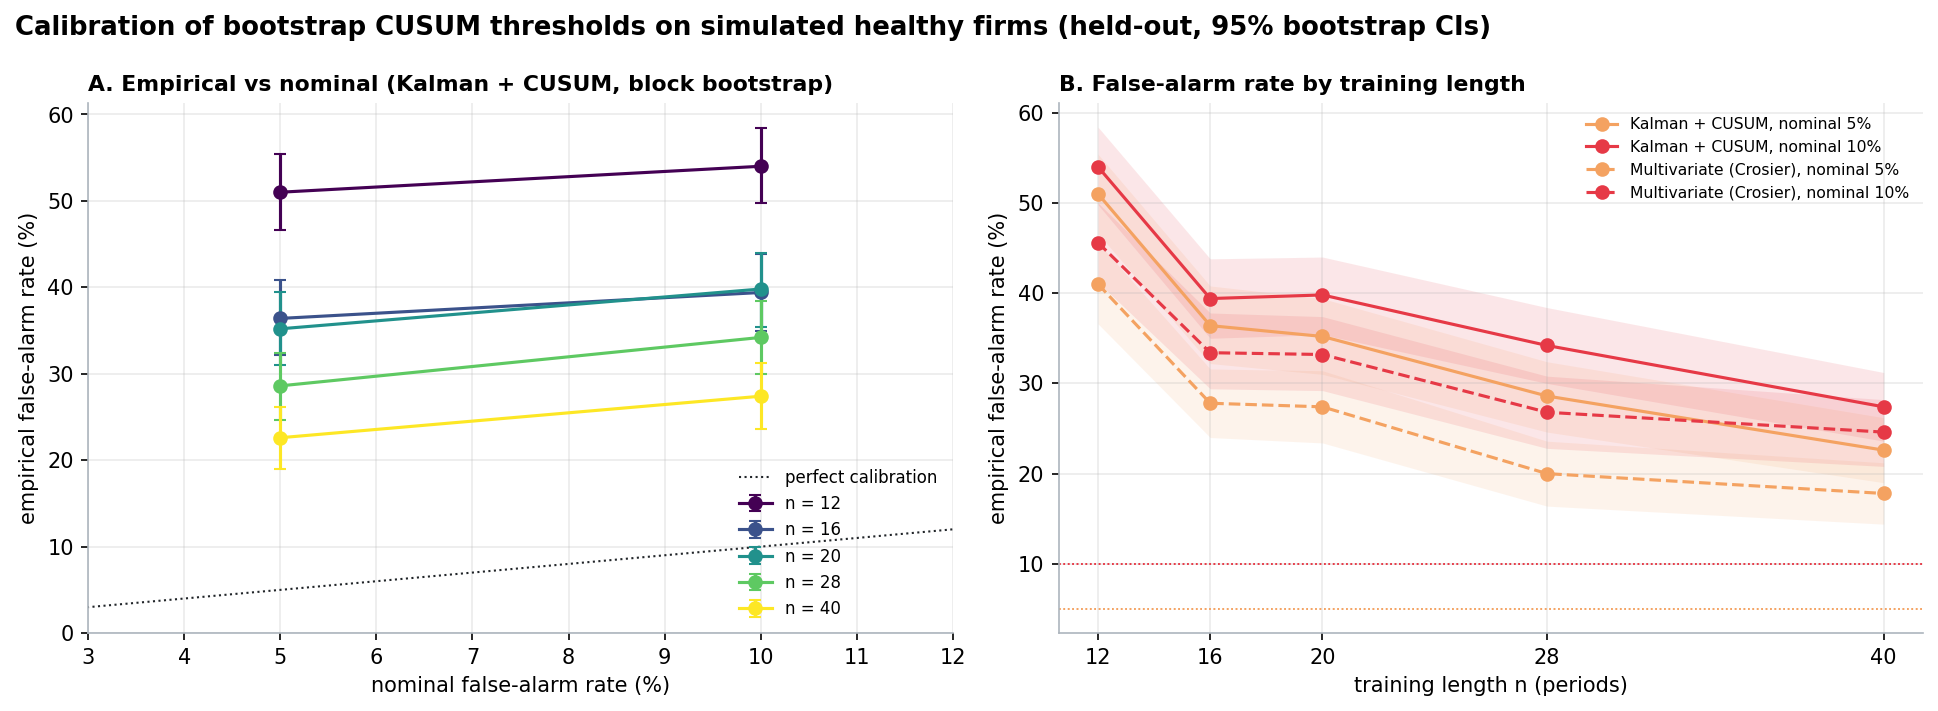 Calibration of bootstrap CUSUM thresholds on simulated healthy firms (held-out, 95% bootstrap CIs)
A. Empirical vs nominal (Kalman + CUSUM, block bootstrap)
empirical false-alarm rate (%)
60
50
40
30
20
10
0
3 4 5 6 7 8 9 10 11 12
nominal false-alarm rate (%)
perfect calibration
n = 12
n = 16
n = 20
n = 28
n = 40
B. False-alarm rate by training length
empirical false-alarm rate (%)
60
50
40
30
20
10
12 16 20 28 40
training length n (periods)
Kalman + CUSUM, nominal 5%
Kalman + CUSUM, nominal 10%
Multivariate (Crosier), nominal 5%
Multivariate (Crosier), nominal 10%